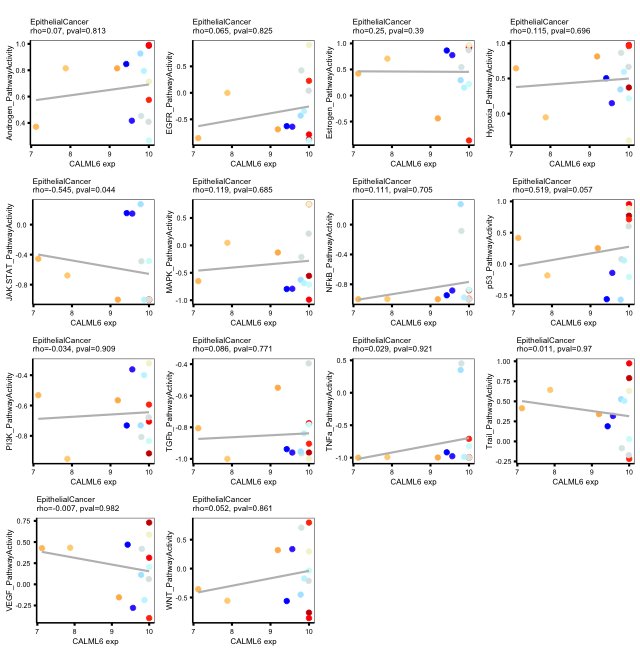 EpithelialCancer
rho=0.07, pval=0.813
Androgen_PathwayActivity
1.0
0.8
0.6
0.4
7
8
9
10
CALML6 exp
EpithelialCancer
rho=0.065, pval=0.825
EGFR_PathwayActivity
0.5
0.0
-0.5
7
8
9
10
CALML6 exp
EpithelialCancer
rho=0.25, pval=0.39
Estrogen_PathwayActivity
1.0
0.5
0.0
-0.5
7
8
9
10
CALML6 exp
EpithelialCancer
rho=0.115, pval=0.696
Hypoxia_PathwayActivity
1.0
0.5
0.0
7
8
9
10
CALML6 exp
EpithelialCancer
rho=-0.545, pval=0.044
JAK.STAT_PathwayActivity
0.0
-0.4
-0.8
7
8
9
10
CALML6 exp
EpithelialCancer
rho=0.119, pval=0.685
MAPK_PathwayActivity
0.5
0.0
-0.5
-1.0
7
8
9
10
CALML6 exp
EpithelialCancer
rho=0.111, pval=0.705
NFkB_PathwayActivity
0.0
-0.4
-0.8
7
8
9
10
CALML6 exp
EpithelialCancer
rho=0.519, pval=0.057
p53_PathwayActivity
0.5
0.0
-0.5
7
8
9
10
CALML6 exp
EpithelialCancer
rho=-0.034, pval=0.909
PI3K_PathwayActivity
-0.4
-0.6
-0.8
7
8
9
10
CALML6 exp
EpithelialCancer
rho=0.086, pval=0.771
TGFb_PathwayActivity
-0.4
-0.6
-0.8
-1.0
7
8
9
10
CALML6 exp
EpithelialCancer
rho=0.029, pval=0.921
TNFa_PathwayActivity
0.5
0.0
-0.5
-1.0
7
8
9
10
CALML6 exp
EpithelialCancer
rho=0.011, pval=0.97
Trail_PathwayActivity
1.00
0.75
0.50
0.25
0.00
-0.25
7
8
9
10
CALML6 exp
EpithelialCancer
rho=-0.007, pval=0.982
VEGF_PathwayActivity
0.75
0.50
0.25
0.00
-0.25
7
8
9
10
CALML6 exp
EpithelialCancer
rho=0.052, pval=0.861
WNT_PathwayActivity
0.5
0.0
-0.5
7
8
9
10
CALML6 exp